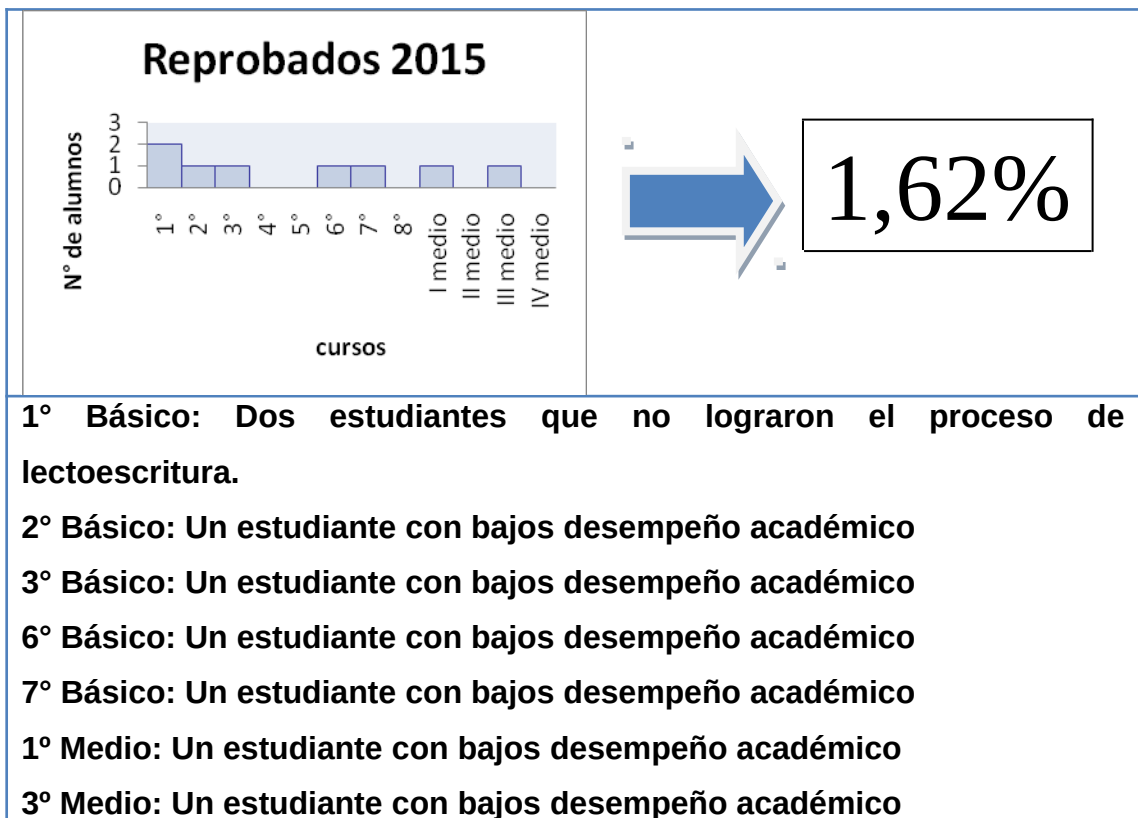 Reprobados 2015
N° de alumnos
3
2
1
0
1°
2°
3°
4°
5°
6°
7°
8°
I medio
II medio
III medio
IV medio
cursos
1,62%
1° Básico: Dos estudiantes que no lograron el proceso de
lectoescritura.
2° Básico: Un estudiante con bajos desempeño académico
3° Básico: Un estudiante con bajos desempeño académico
6° Básico: Un estudiante con bajos desempeño académico
7° Básico: Un estudiante con bajos desempeño académico
1º Medio: Un estudiante con bajos desempeño académico
3º Medio: Un estudiante con bajos desempeño académico